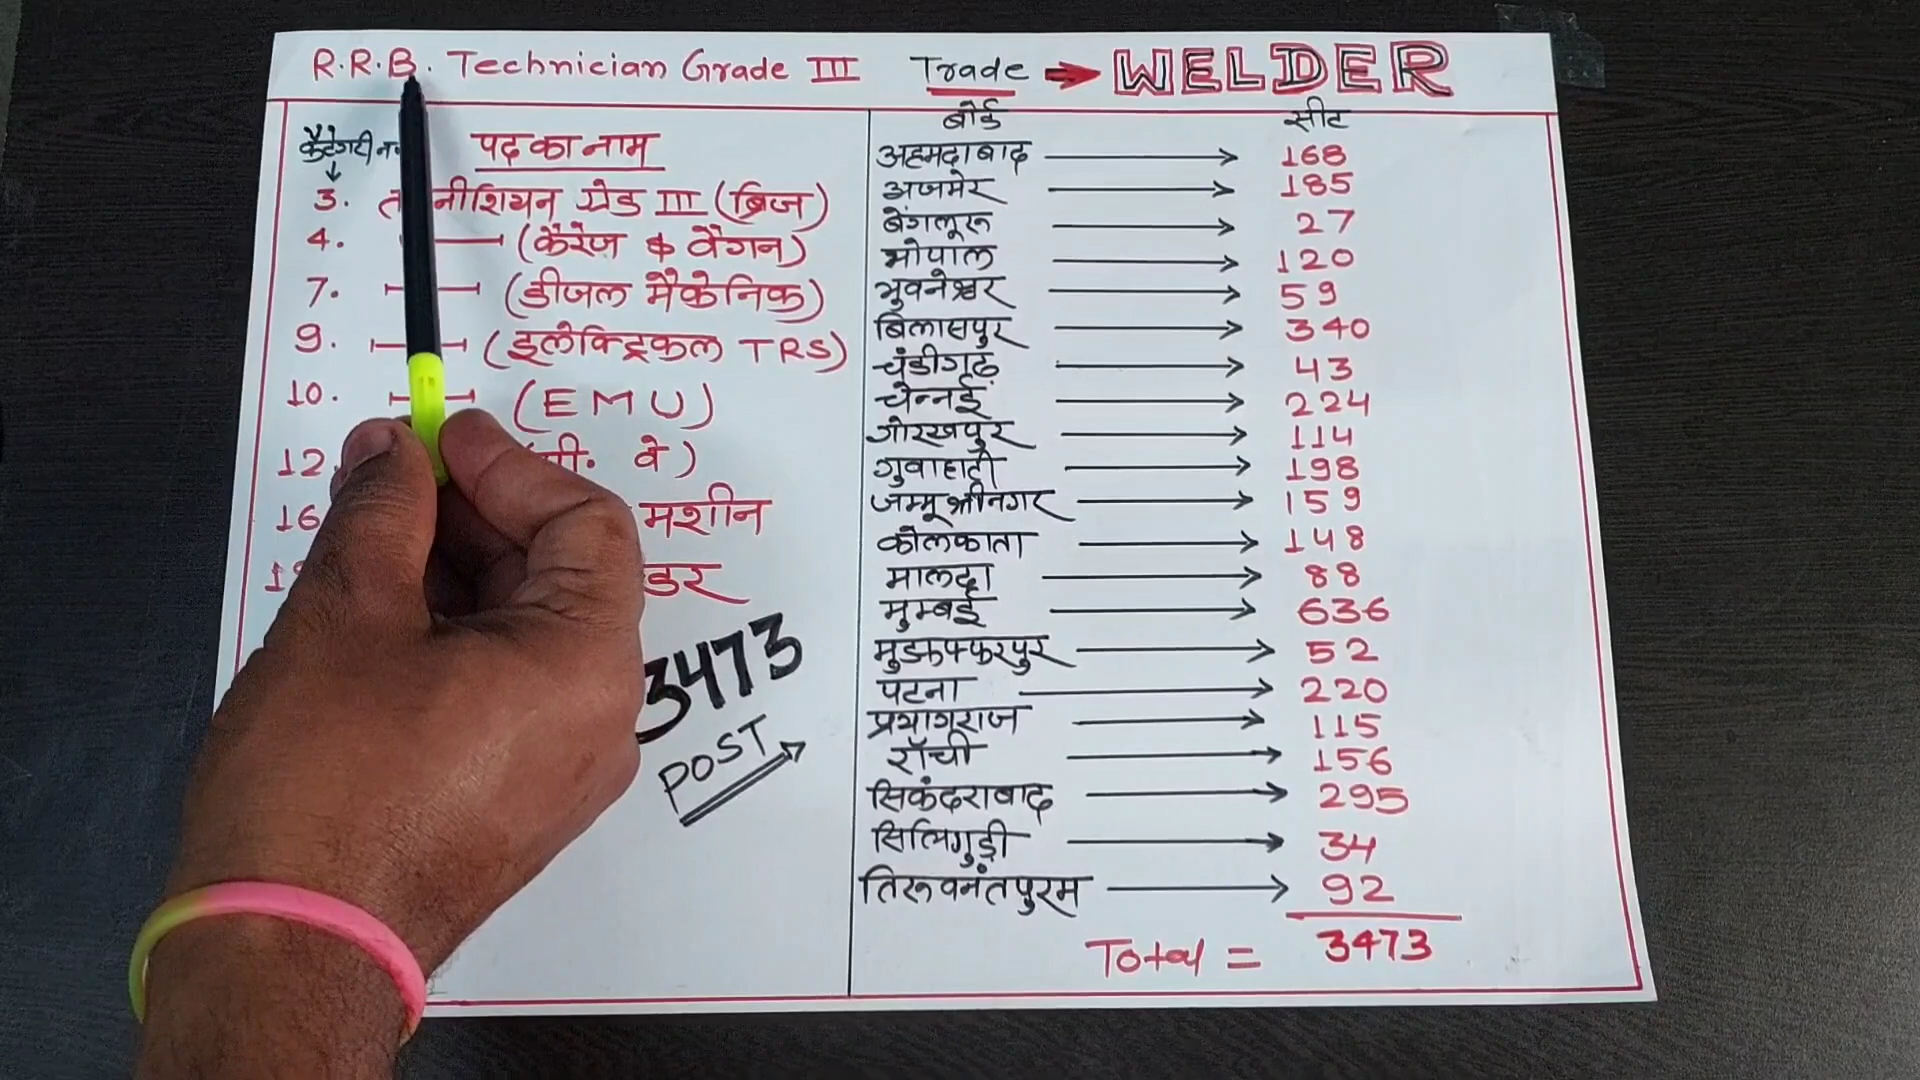 R.R.B. Technician Grade III Trade → WELDER
कैटेगरी न. पद का नाम
3. नीशियन ग्रेड III (ब्रिज)
4. (कैरेज & वैगन)
7. (डीजल मैकेनिक)
9. (इलेक्ट्रिकल TRS)
10. (EMU)
12. वे)
16. मशीन
3473
POST
बोर्ड सीट
अहमदाबाद → 168
अजमेर → 185
बेंगलूरू → 27
भोपाल → 120
भुवनेश्वर → 59
बिलासपुर → 340
चंडीगढ़ → 43
चेन्नई → 224
गोरखपुर → 114
गुवाहाटी → 198
जम्मू श्रीनगर → 159
कोलकाता → 148
मालदा → 88
मुम्बई → 636
मुजफ्फरपुर → 52
पटना → 220
प्रयागराज → 115
राँची → 156
सिकंदराबाद → 295
सिलिगुड़ी → 34
तिरूवनंतपुरम → 92
Total = 3473